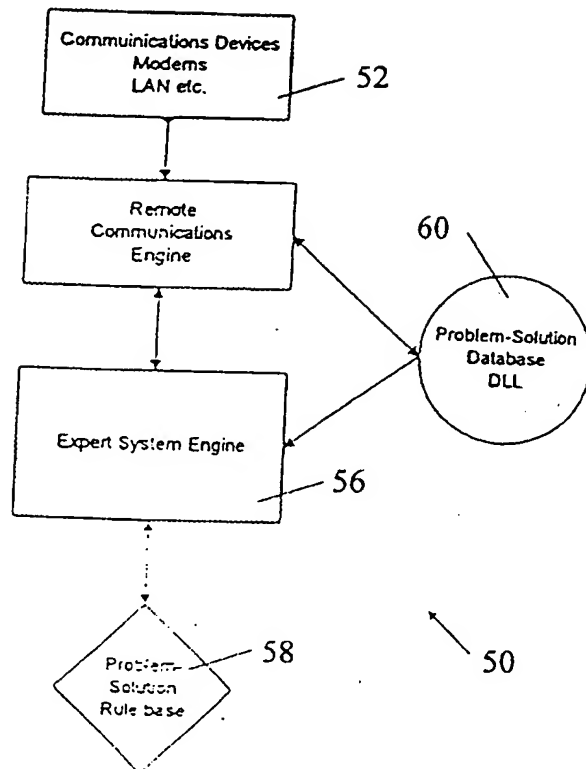 Commuinications Devices
Modems
LAN etc.
52
Remote
Communications
Engine
60
Problem-Solution
Database
DLL
Expert System Engine
56
58
Problem-
Solution
Rule base
50